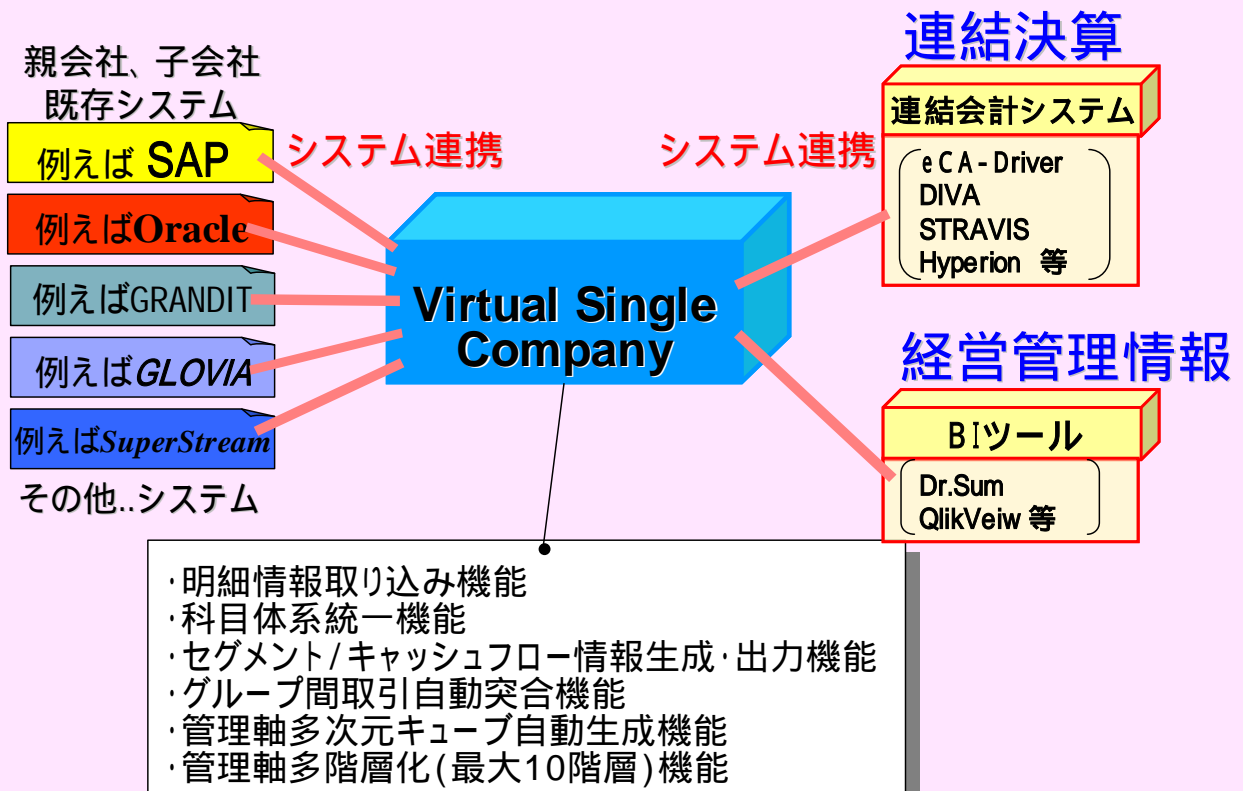 親会社、子会社
既存システム
例えば SAP
例えばOracle
例えばGRANDIT
例えばGLOVIA
例えばSuperStream
その他..システム
システム連携
システム連携
Virtual Single
Company
連結決算
連結会計システム
eCA-Driver
DIVA
STRAVIS
Hyperion 等
経営管理情報
BIツール
Dr.Sum
QlikVeiw 等
・明細情報取り込み機能
・科目体系統一機能
・セグメント/キャッシュフロー情報生成・出力機能
・グループ間取引自動突合機能
・管理軸多次元キューブ自動生成機能
・管理軸多階層化(最大10階層)機能